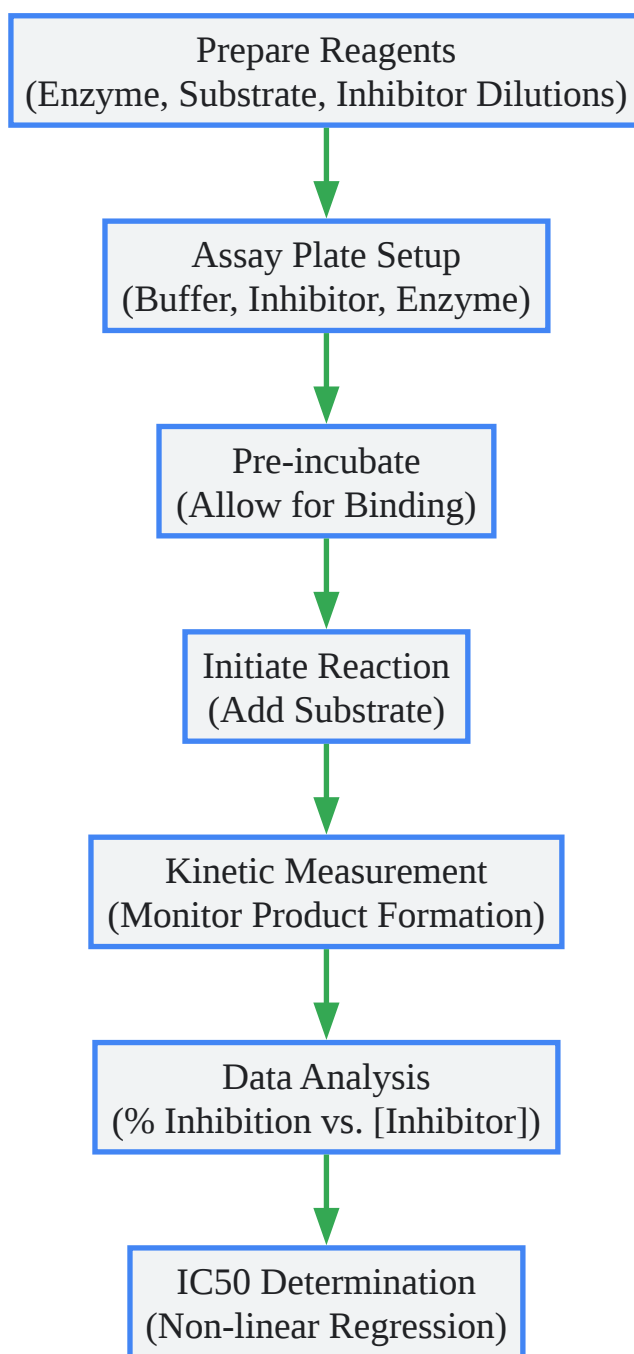 Prepare Reagents
(Enzyme, Substrate, Inhibitor Dilutions)
Assay Plate Setup
(Buffer, Inhibitor, Enzyme)
Pre-incubate
(Allow for Binding)
Initiate Reaction
(Add Substrate)
Kinetic Measurement
(Monitor Product Formation)
Data Analysis
(% Inhibition vs. [Inhibitor])
IC50 Determination
(Non-linear Regression)